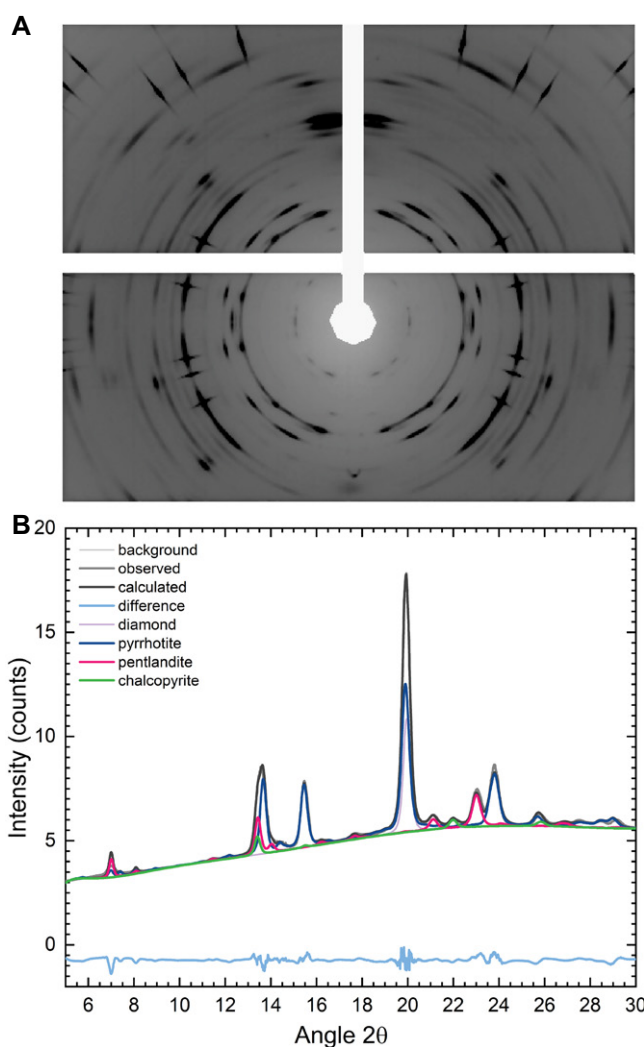 A
B
20
15
10
5
0
Intensity (counts)
background
observed
calculated
difference
diamond
pyrrhotite
pentlandite
chalcopyrite
6 8 10 12 14 16 18 20 22 24 26 28 30
Angle 2θ